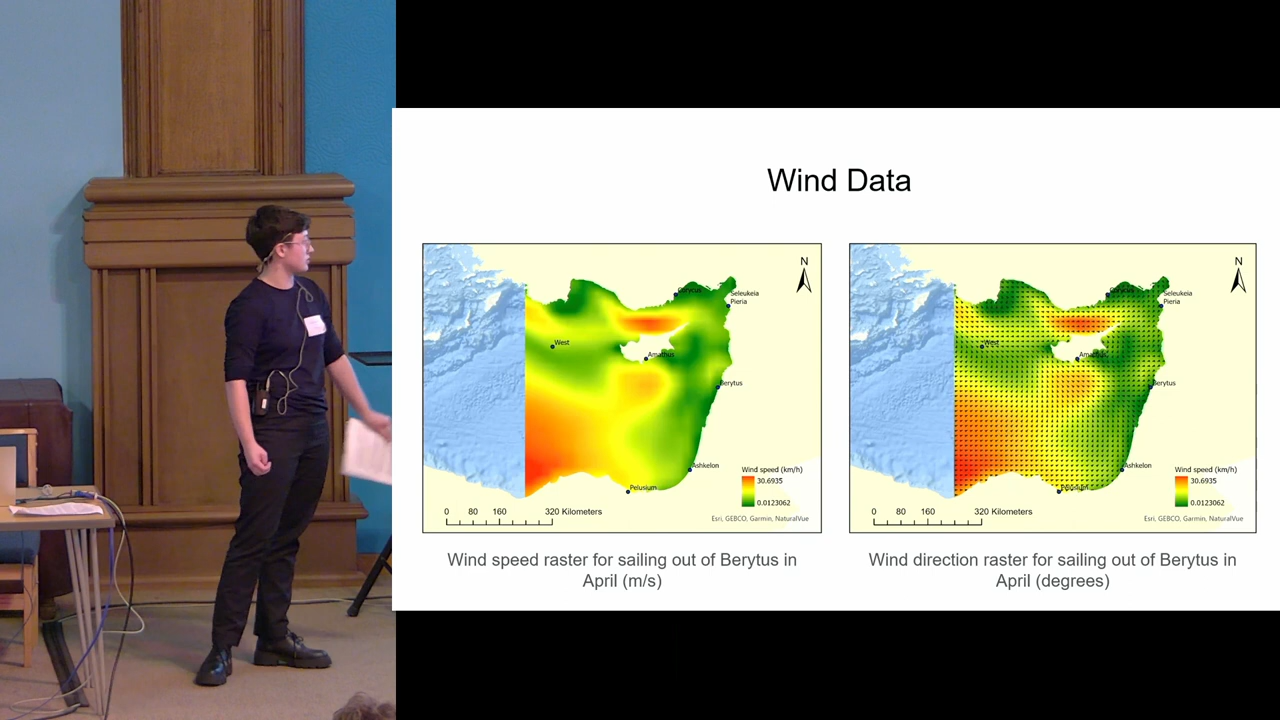 Wind Data
N
Corycus
Seleukeia
Pieria
West
Amathus
Berytus
Ashkelon
Pelusium
Wind speed (km/h)
30.6935
0.0123062
0 80 160 320 Kilometers
Esri, GEBCO, Garmin, NaturalVue
Wind speed raster for sailing out of Berytus in
April (m/s)
N
Seleukeia
Pieria
West
Amathus
Berytus
Ashkelon
Wind speed (km/h)
30.6935
0.0123062
0 80 160 320 Kilometers
Esri, GEBCO, Garmin, NaturalVue
Wind direction raster for sailing out of Berytus in
April (degrees)